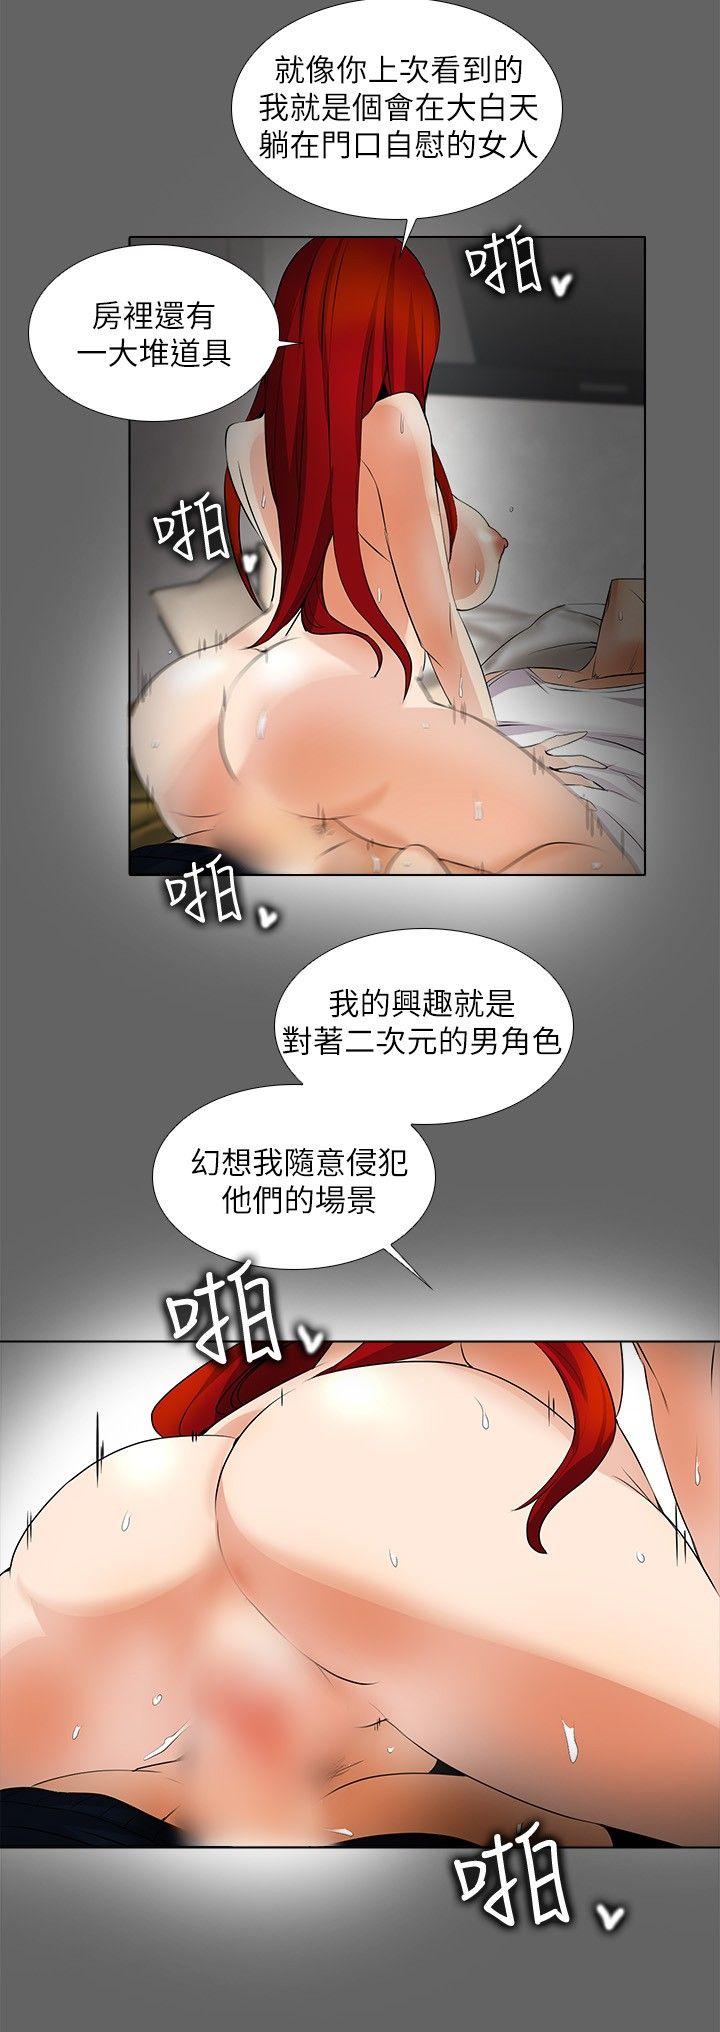 就像你上次看到的
我就是個會在大白天
躺在門口自慰的女人
啪
房裡還有
一大堆道具
啪
啪
我的興趣就是
對著二次元的男角色
幻想我隨意侵犯
他們的場景
啪
啪